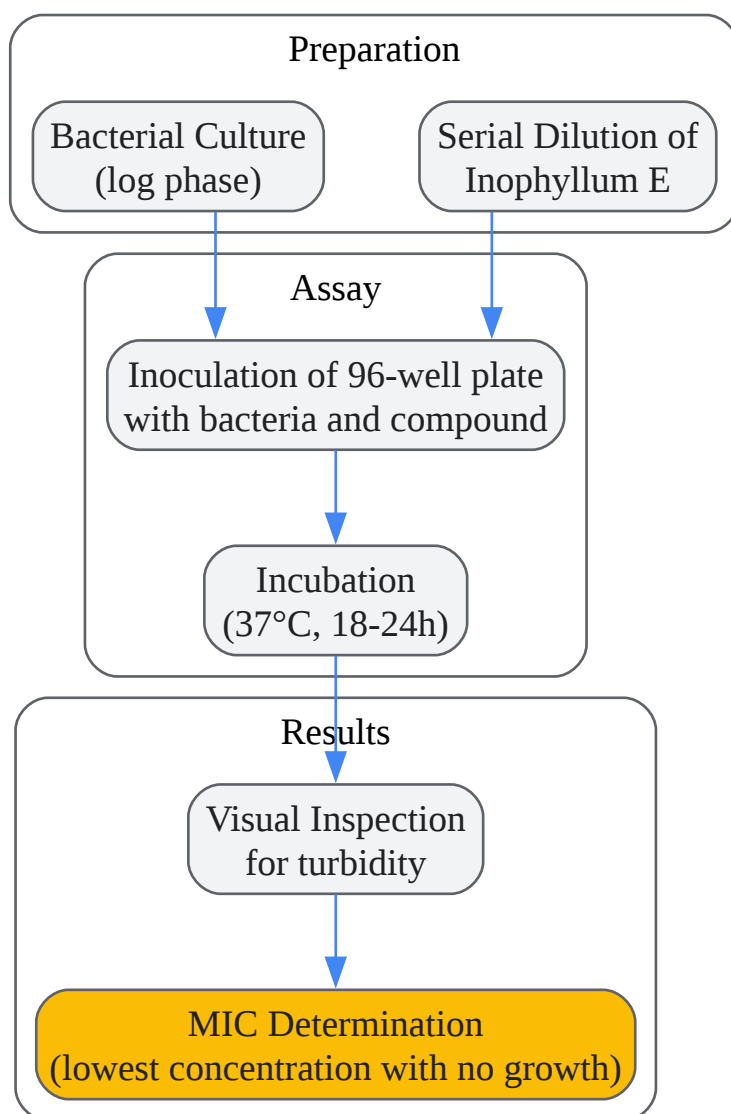 Preparation
Bacterial Culture
(log phase)
Serial Dilution of
Inophyllum E
Assay
Inoculation of 96-well plate
with bacteria and compound
Incubation
(37°C, 18-24h)
Results
Visual Inspection
for turbidity
MIC Determination
(lowest concentration with no growth)